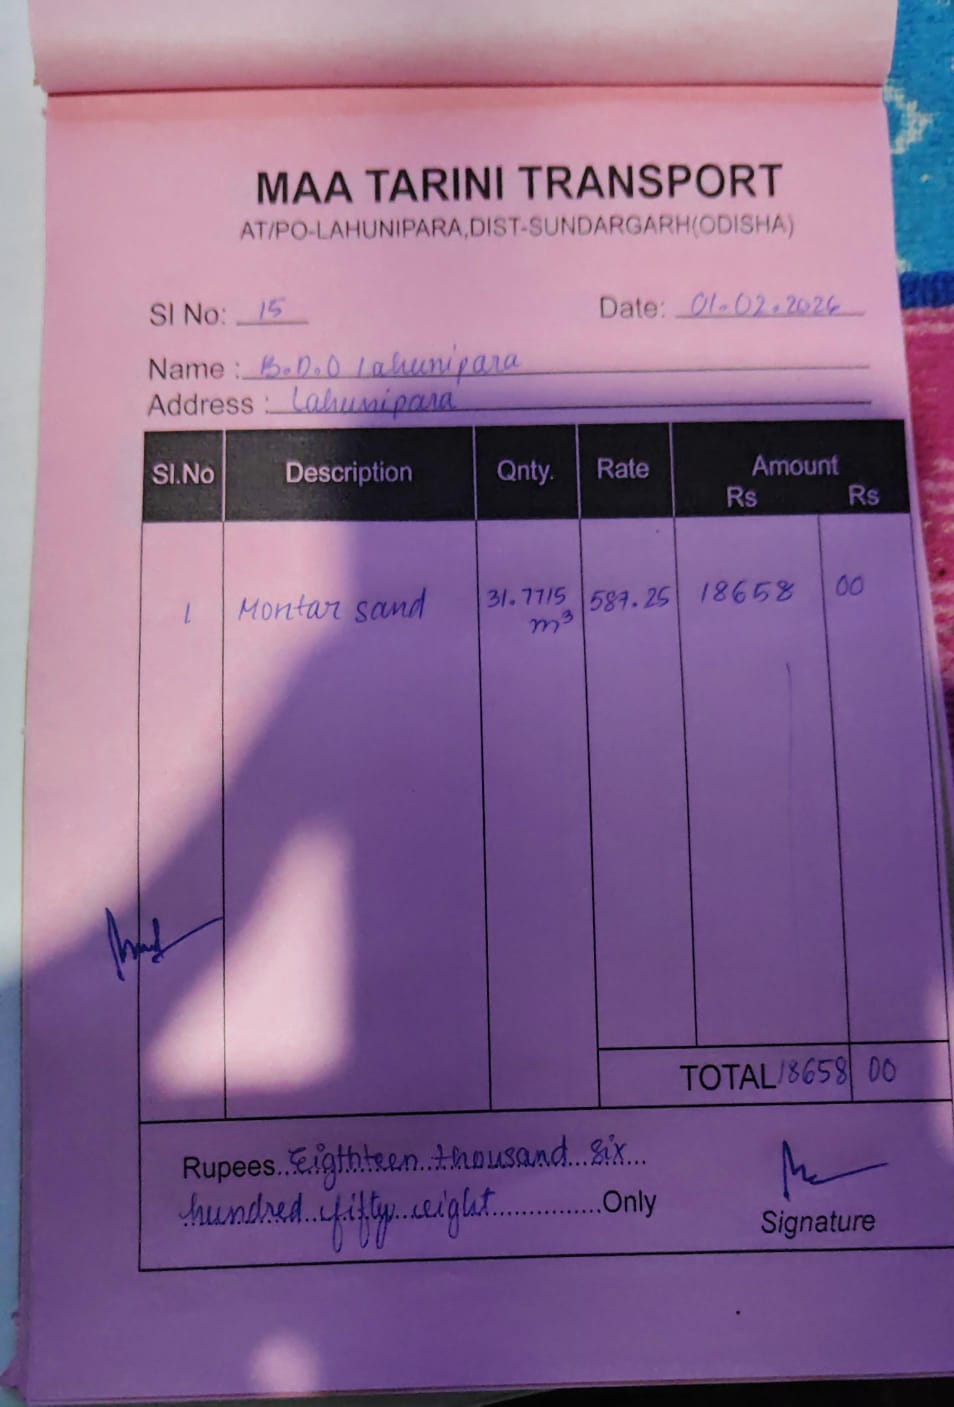 MAA TARINI TRANSPORT
AT/PO-LAHUNIPARA,DIST-SUNDARGARH(ODISHA)
Sl No: 15 Date: 01.02.2026
Name : B.D.O Lahunipara
Address : Lahunipara
Sl.No Description Qnty. Rate Amount
Rs Rs
1 Montar sand 31.7715 587.25 18658 00
m³
TOTAL 18658 00
Rupees Eigthteen thousand six
hundred fifty eight Only
Signature